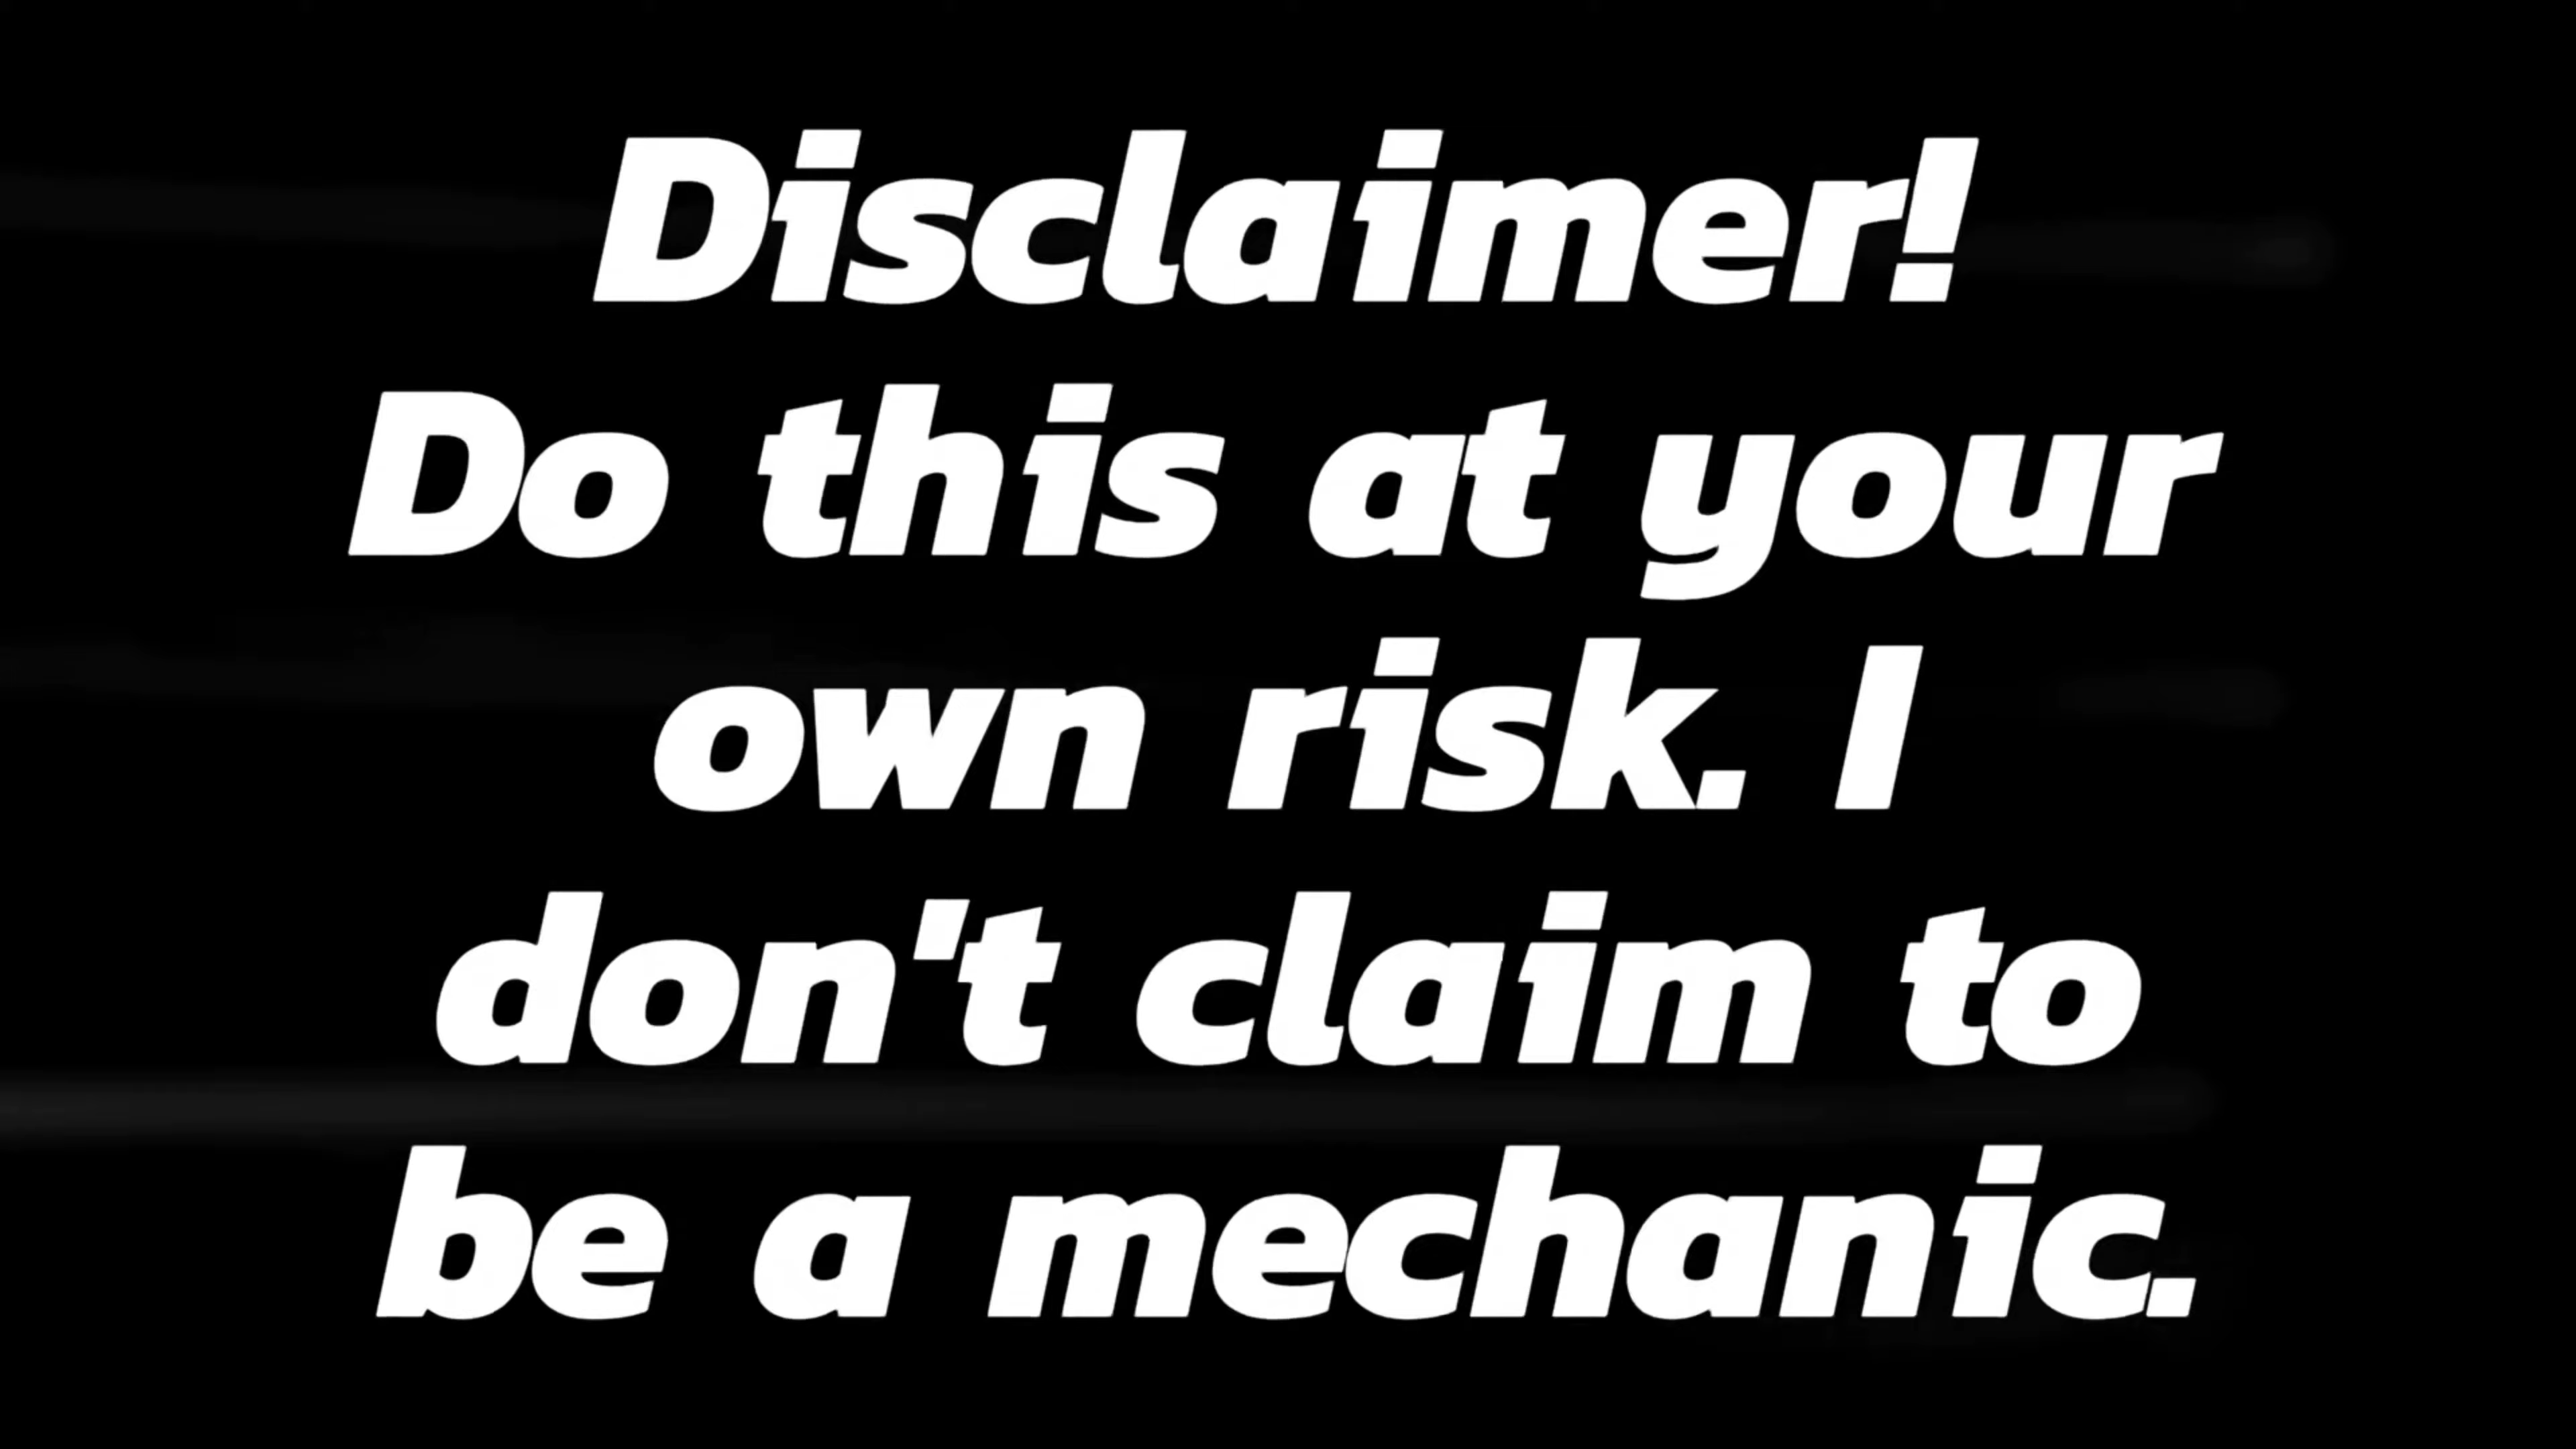 Disclaimer!
Do this at your
own risk. I
don't claim to
be a mechanic.